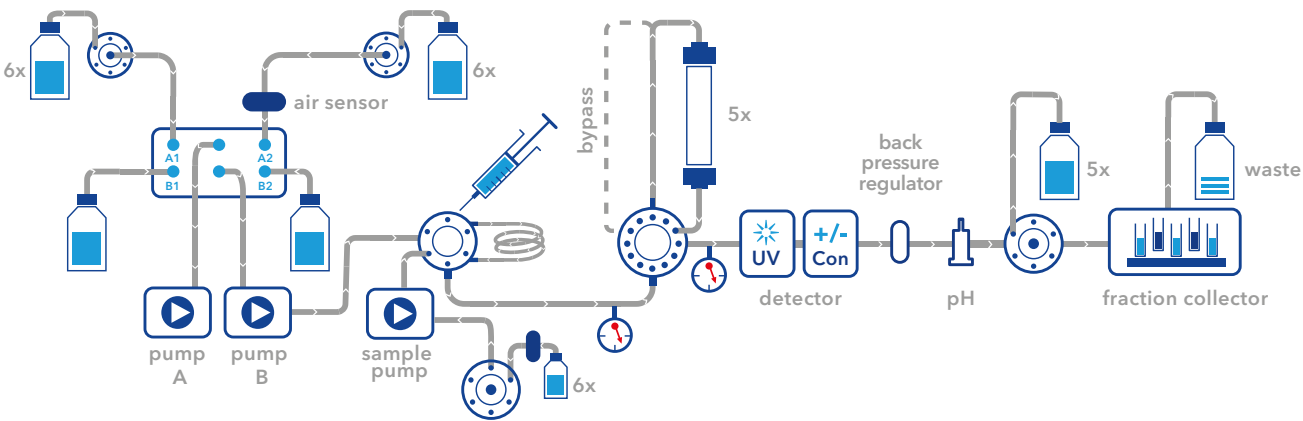 6x
6x
air sensor
A1
A2
B1
B2
bypass
5x
back
pressure
regulator
5x
waste
+/-
UV
Con
detector
pH
fraction collector
pump
A
pump
B
sample
pump
6x